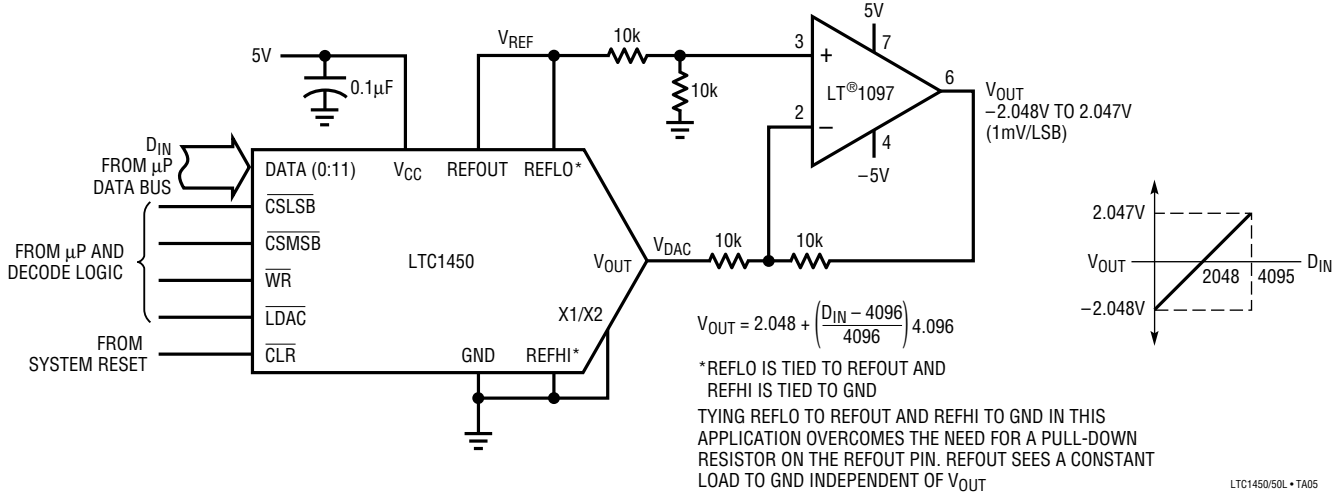 5V
0.1µF
V_REF
10k
10k
5V
3
7
+
LT®1097
6
2
−
4
−5V
V_OUT
−2.048V TO 2.047V
(1mV/LSB)
D_IN
FROM µP
DATA BUS
DATA (0:11)
V_CC
REFOUT
REFLO*
CSLSB
CSMSB
WR
LDAC
CLR
FROM µP AND
DECODE LOGIC
FROM
SYSTEM RESET
LTC1450
V_OUT
X1/X2
GND
REFHI*
V_DAC
10k
10k
V_OUT = 2.048 + (D_IN − 4096 / 4096) 4.096
*REFLO IS TIED TO REFOUT AND
REFHI IS TIED TO GND
TYING REFLO TO REFOUT AND REFHI TO GND IN THIS
APPLICATION OVERCOMES THE NEED FOR A PULL-DOWN
RESISTOR ON THE REFOUT PIN. REFOUT SEES A CONSTANT
LOAD TO GND INDEPENDENT OF V_OUT
2.047V
V_OUT
2048
4095
D_IN
−2.048V
LTC1450/50L • TA05